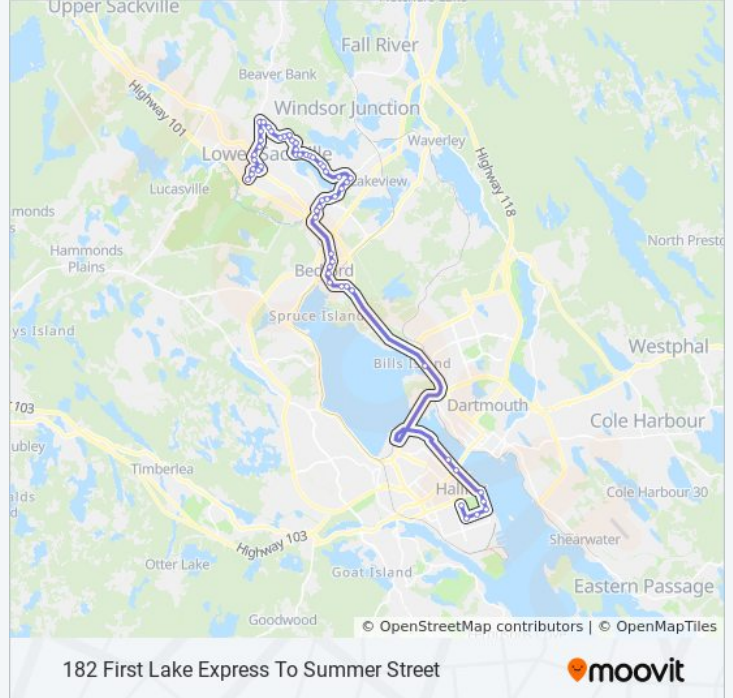 Upper Sackville
Fall River
Beaver Bank
Highway 101
Windsor Junction
Waverley
Lower Sackville
Lakeview
Lucasville
Highway 118
Hammonds
Plains
North Presto
Bedford
Spruce Island
ys Island
Westphal
Bills Island
103
Dartmouth
Cole Harbour
ubley
Timberlea
Halifax
Cole Harbour 30
Highway 103
Shearwater
Otter Lake
Goat Island
Eastern Passage
Goodwood
© OpenStreetMap contributors | © OpenMapTiles
182 First Lake Express To Summer Street
moovit